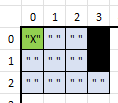 0 1 2 3
0 "X" " " " "
1 " " " " " "
2 " " " " " " " "